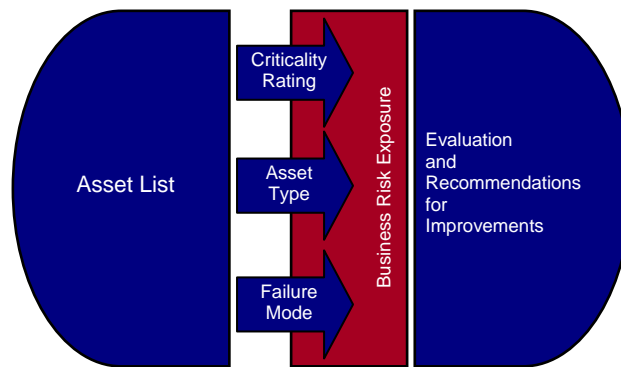 Asset List
Criticality
Rating
Asset
Type
Failure
Mode
Business Risk Exposure
Evaluation
and
Recommendations
for
Improvements